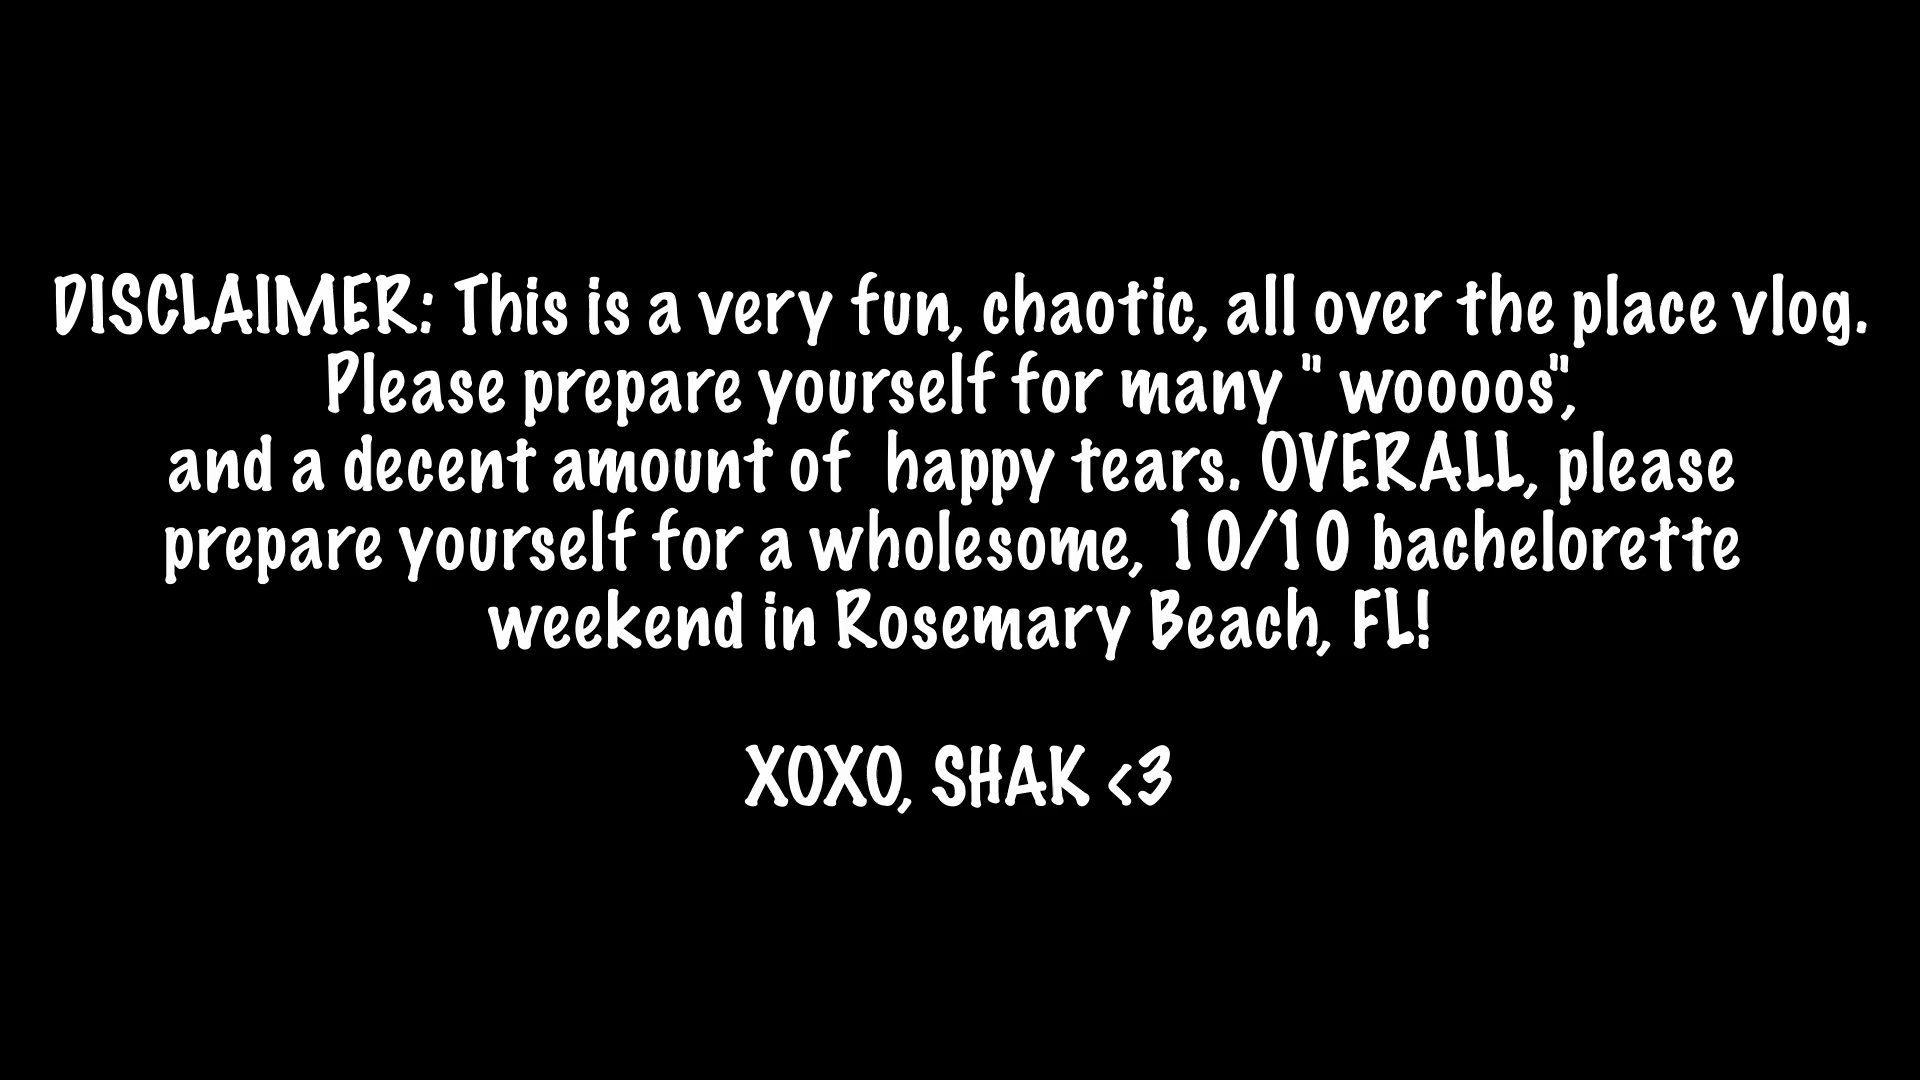 DISCLAIMER: This is a very fun, chaotic, all over the place vlog.
Please prepare yourself for many " woooos",
and a decent amount of  happy tears. OVERALL, please
prepare yourself for a wholesome, 10/10 bachelorette
weekend in Rosemary Beach, FL!
XOXO, SHAK <3